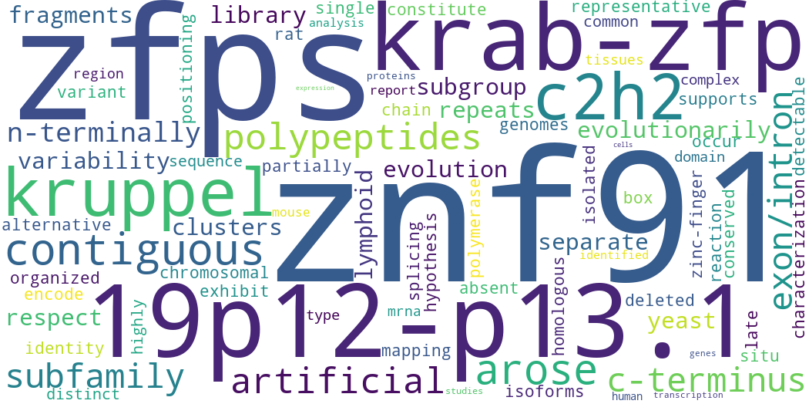 fragments
zfps
positioning
library
rat
single
analysis
constitute
krab-zfp
representative
common
tissues
region
variant
expression
proteins
report
subgroup
chain
repeats
c2h2
complex
supports
detectable
n-terminally
polypeptides
genomes
evolutionarily
occur
domain
exon/intron
variability
sequence
partially
evolution
znf91
cells
isolated
box
zinc-finger
reaction
conserved
kruppel
mouse
lymphoid
polymerase
alternative
clusters
contiguous
splicing
hypothesis
separate
identified
characterization
chromosomal
organized
exhibit
absent
encode
19p12-p13.1
homologous
deleted
respect
highly
type
mrna
yeast
late
identity
mapping
genes
situ
subfamily
artificial
arose
c-terminus
distinct
studies
isoforms
human
transcription